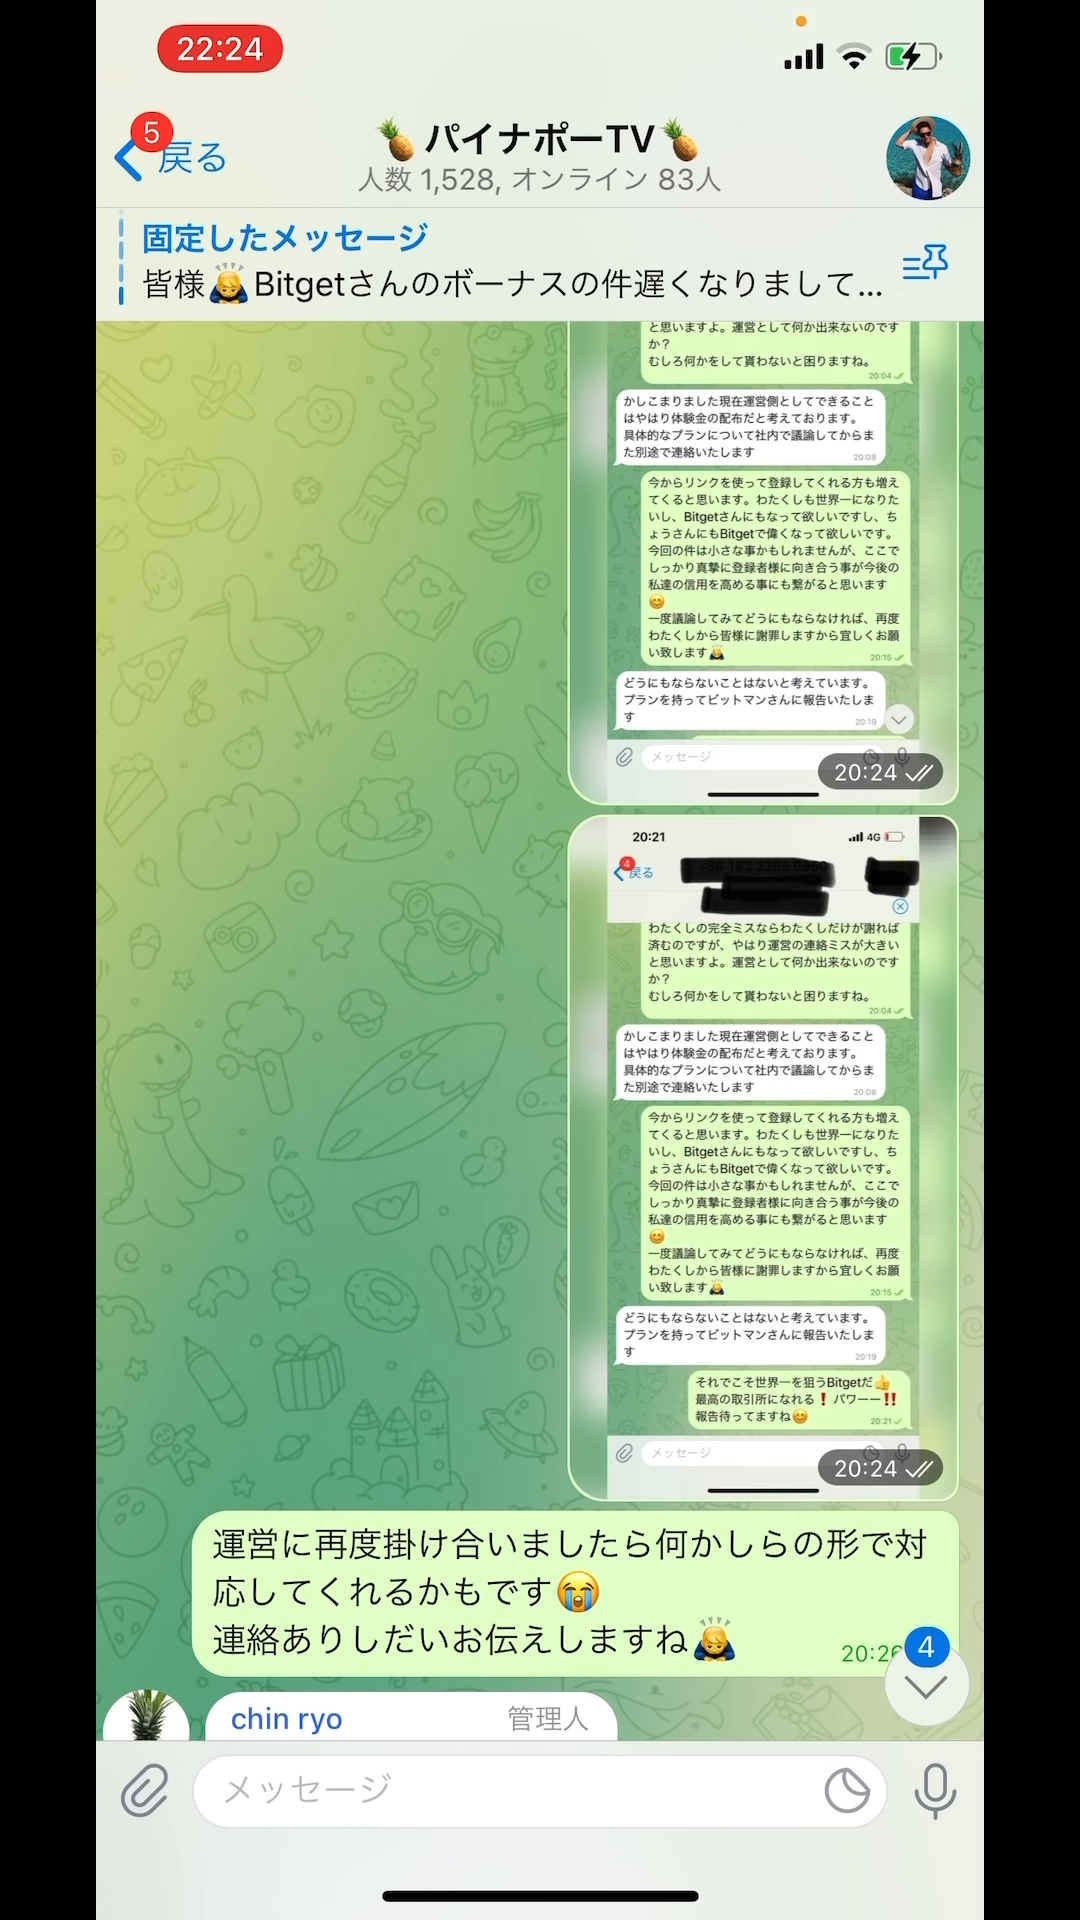 22:24
5
戻る
🍍パイナポーTV🍍
人数 1,528, オンライン 83人
固定したメッセージ
皆様🙇Bitgetさんのボーナスの件遅くなりまして...
と思いますよ。運営として何か出来ないのです
か?
むしろ何かをして貰わないと困りますね。
20:04
かしこまりました現在運営側としてできること
はやはり体験金の配布だと考えております。
具体的なプランについて社内で議論してからま
た別途で連絡いたします
20:08
今からリンクを使って登録してくれる方も増え
てくると思います。わたくしも世界一になりた
いし、Bitgetさんにもなって欲しいですし、ち
ょうさんにもBitgetで偉くなって欲しいです。
今回の件は小さな事かもしれませんが、ここで
しっかり真摯に登録者様に向き合う事が今後の
私達の信用を高める事にも繋がると思います
😊
一度議論してみてどうにもならなければ、再度
わたくしから皆様に謝罪しますから宜しくお願
い致します🙇
20:15
どうにもならないことはないと考えています。
プランを持ってビットマンさんに報告いたしま
す
20:19
メッセージ
20:24
20:21
4G
4
戻る
わたくしの完全ミスならわたくしだけが謝れば
済むのですが、やはり運営の連絡ミスが大きい
と思いますよ。運営として何か出来ないのです
か?
むしろ何かをして貰わないと困りますね。
20:04
かしこまりました現在運営側としてできること
はやはり体験金の配布だと考えております。
具体的なプランについて社内で議論してからま
た別途で連絡いたします
20:08
今からリンクを使って登録してくれる方も増え
てくると思います。わたくしも世界一になりた
いし、Bitgetさんにもなって欲しいですし、ち
ょうさんにもBitgetで偉くなって欲しいです。
今回の件は小さな事かもしれませんが、ここで
しっかり真摯に登録者様に向き合う事が今後の
私達の信用を高める事にも繋がると思います
😊
一度議論してみてどうにもならなければ、再度
わたくしから皆様に謝罪しますから宜しくお願
い致します🙇
20:15
どうにもならないことはないと考えています。
プランを持ってビットマンさんに報告いたしま
す
20:19
それでこそ世界一を狙うBitgetだ👍
最高の取引所になれる❗パワーー‼️
報告待ってますね😊
20:21
メッセージ
20:24
運営に再度掛け合いましたら何かしらの形で対
応してくれるかもです😭
連絡ありしだいお伝えしますね🙇
20:26
4
chin ryo 管理人
メッセージ